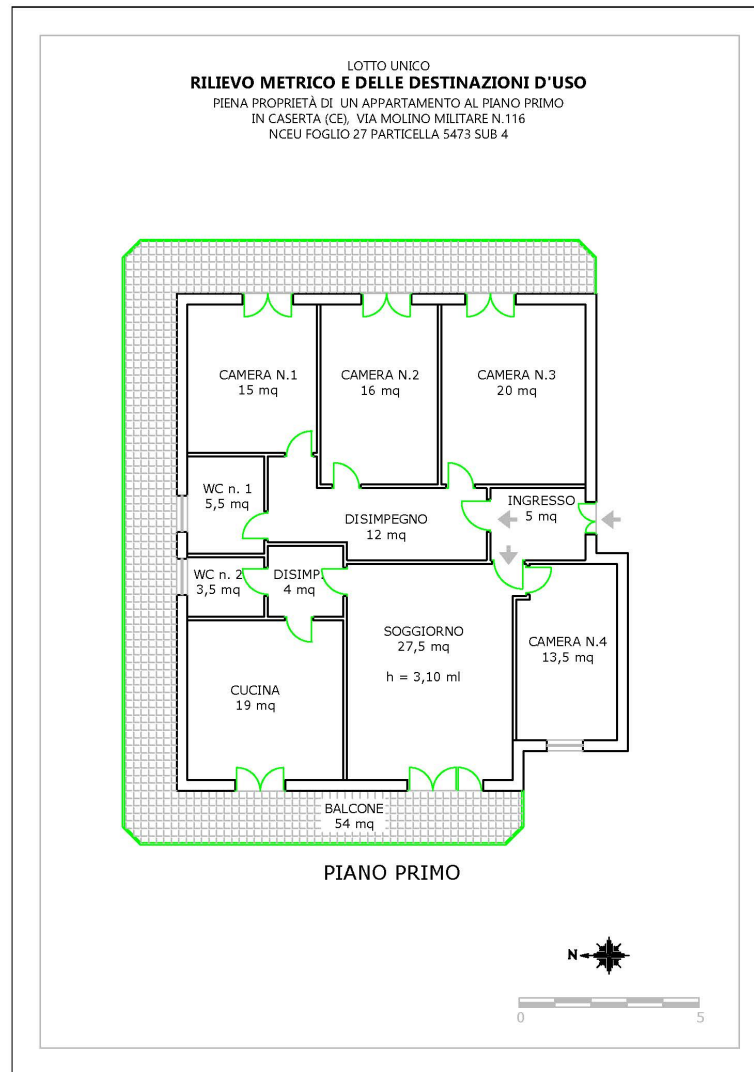 LOTTO UNICO
RILIEVO METRICO E DELLE DESTINAZIONI D'USO
PIENA PROPRIETÀ DI UN APPARTAMENTO AL PIANO PRIMO
IN CASERTA (CE), VIA MOLINO MILITARE N.116
NCEU FOGLIO 27 PARTICELLA 5473 SUB 4
CAMERA N.1
15 mq
CAMERA N.2
16 mq
CAMERA N.3
20 mq
WC n. 1
5,5 mq
INGRESSO
5 mq
DISIMPEGNO
12 mq
WC n. 2
3,5 mq
DISIMP.
4 mq
SOGGIORNO
27,5 mq
h = 3,10 ml
CAMERA N.4
13,5 mq
CUCINA
19 mq
BALCONE
54 mq
PIANO PRIMO
N
0 5